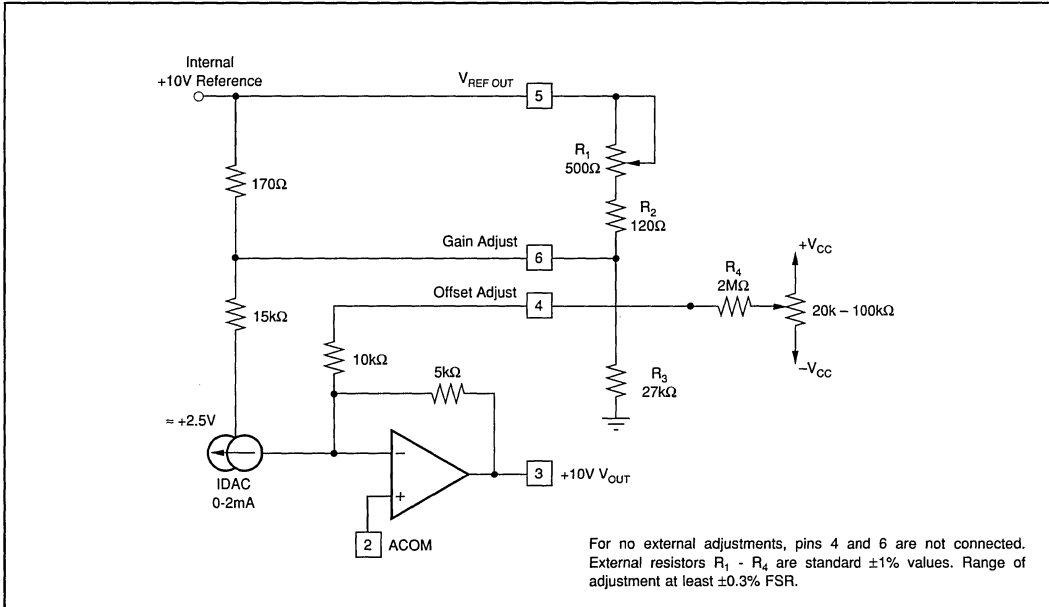 Internal
+10V Reference
V_REF OUT
5
R₁
500Ω
170Ω
R₂
120Ω
Gain Adjust
6
+V_CC
R₄
2MΩ
Offset Adjust
4
20k – 100kΩ
15kΩ
10kΩ
5kΩ
–V_CC
R₃
27kΩ
≈ +2.5V
IDAC
0-2mA
–
+
3
+10V V_OUT
2
ACOM
For no external adjustments, pins 4 and 6 are not connected.
External resistors R₁ - R₄ are standard ±1% values. Range of
adjustment at least ±0.3% FSR.